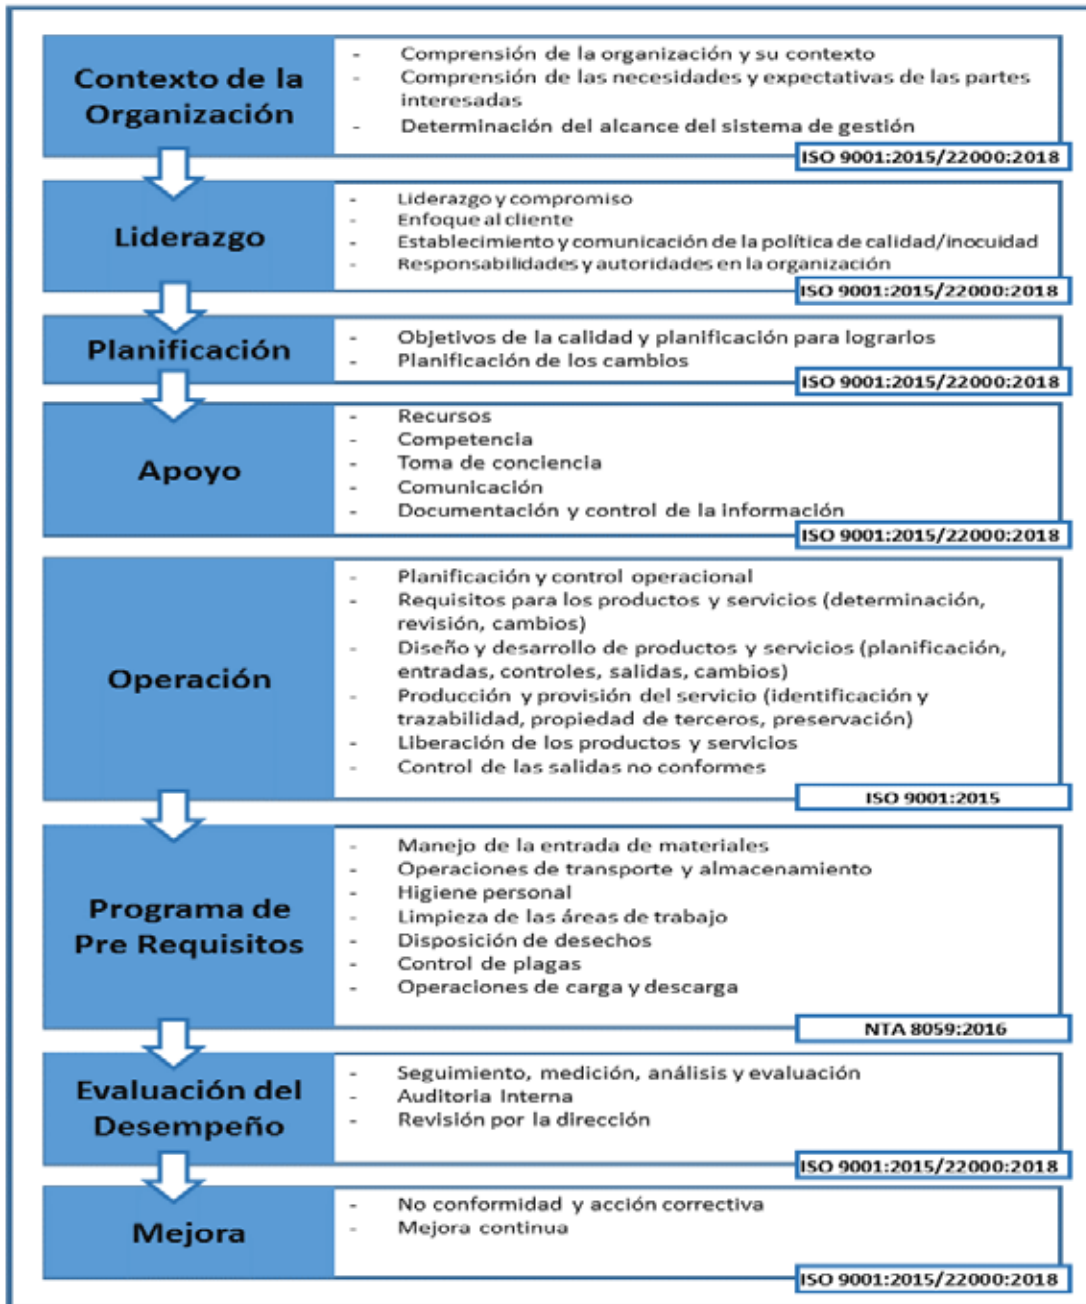 Contexto de la
Organización
- Comprensión de la organización y su contexto
- Comprensión de las necesidades y expectativas de las partes
interesadas
- Determinación del alcance del sistema de gestión
ISO 9001:2015/22000:2018
Liderazgo
- Liderazgo y compromiso
- Enfoque al cliente
- Establecimiento y comunicación de la política de calidad/inocuidad
- Responsabilidades y autoridades en la organización
ISO 9001:2015/22000:2018
Planificación
- Objetivos de la calidad y planificación para lograrlos
- Planificación de los cambios
ISO 9001:2015/22000:2018
Apoyo
- Recursos
- Competencia
- Toma de conciencia
- Comunicación
- Documentación y control de la información
ISO 9001:2015/22000:2018
Operación
- Planificación y control operacional
- Requisitos para los productos y servicios (determinación,
revisión, cambios)
- Diseño y desarrollo de productos y servicios (planificación,
entradas, controles, salidas, cambios)
- Producción y provisión del servicio (identificación y
trazabilidad, propiedad de terceros, preservación)
- Liberación de los productos y servicios
- Control de las salidas no conformes
ISO 9001:2015
Programa de
Pre Requisitos
- Manejo de la entrada de materiales
- Operaciones de transporte y almacenamiento
- Higiene personal
- Limpieza de las áreas de trabajo
- Disposición de desechos
- Control de plagas
- Operaciones de carga y descarga
NTA 8059:2016
Evaluación del
Desempeño
- Seguimiento, medición, análisis y evaluación
- Auditoria Interna
- Revisión por la dirección
ISO 9001:2015/22000:2018
Mejora
- No conformidad y acción correctiva
- Mejora continua
ISO 9001:2015/22000:2018